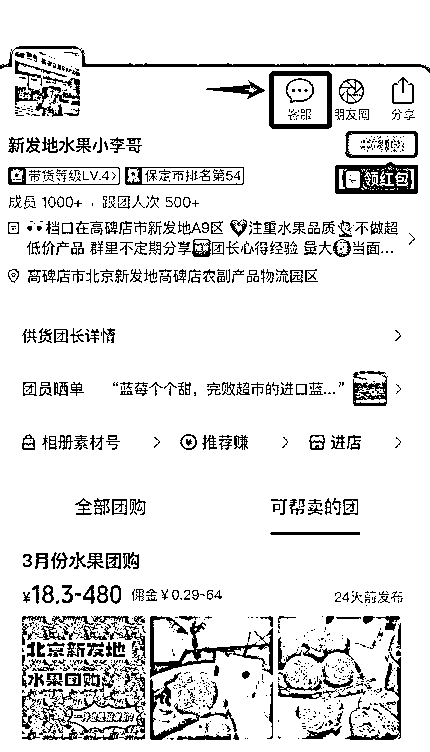 客服
朋友圈
分享
新发地水果小李哥
带货等级LV.4
保定市排名第54
领红包
成员 1000+ 跟团人次 500+
档口在高碑店市新发地A9区 注重水果品质 不做超
低价产品 群里不定期分享 团长心得经验 量大 当面...
高碑店市北京新发地高碑店农副产品物流园区
供货团长详情
团员晒单 “蓝莓个个甜，完败超市的进口蓝...”
相册素材号
推荐赚
进店
全部团购
可帮卖的团
3月份水果团购
¥18.3-480 佣金 ¥0.29-64
24天前发布
北京新发地
水果团购